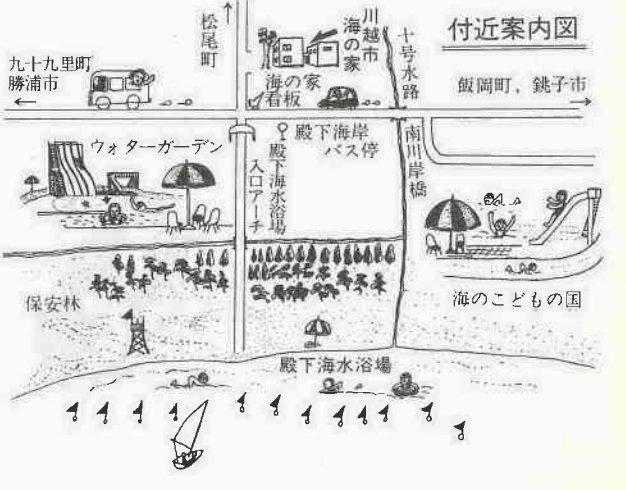 付近案内図
松尾町
川越市
海の家
十号水路
九十九里町
勝浦市
海の家
看板
飯岡町，銚子市
ウォターガーデン
殿下海岸
バス停
殿下海水浴場
入口アーチ
南川岸橋
保安林
海のこどもの国
殿下海水浴場